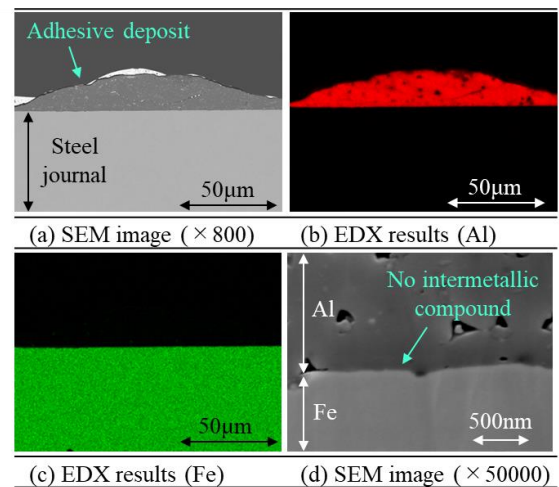 Adhesive deposit
Steel
journal
50μm
50μm
(a) SEM image (×800)
(b) EDX results (Al)
No intermetallic
compound
Al
Fe
50μm
500nm
(c) EDX results (Fe)
(d) SEM image (×50000)